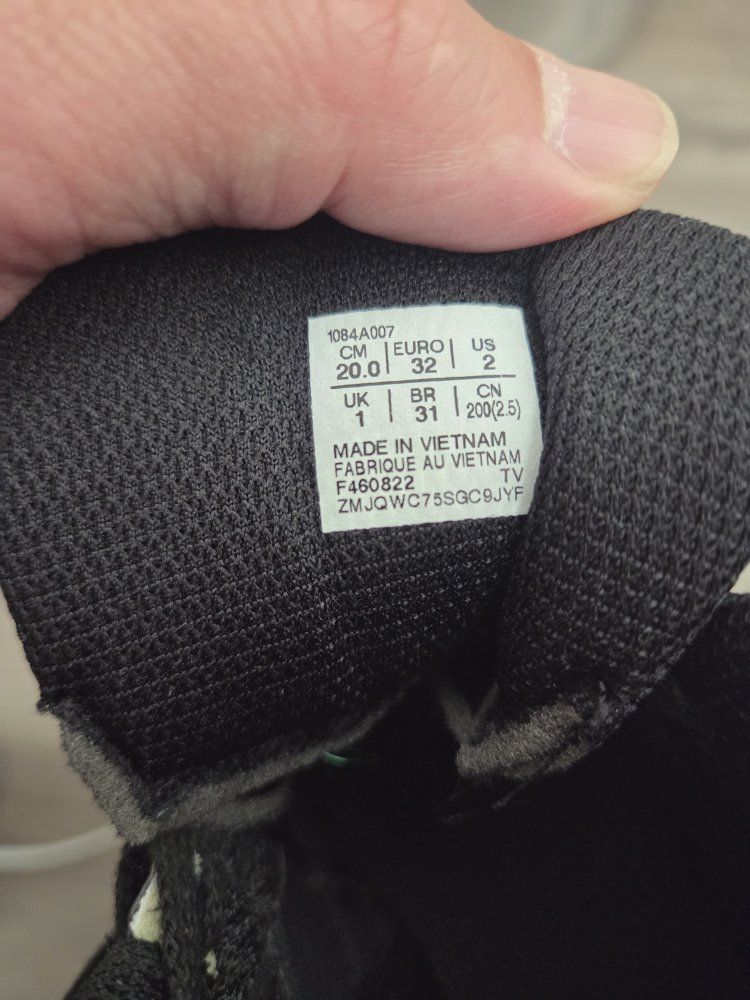 1084A007
CM | EURO | US
20.0 | 32 | 2
UK | BR | CN
1 | 31 | 200(2.5)
MADE IN VIETNAM
FABRIQUE AU VIETNAM
F460822 TV
ZMJQWC75SGC9JYF